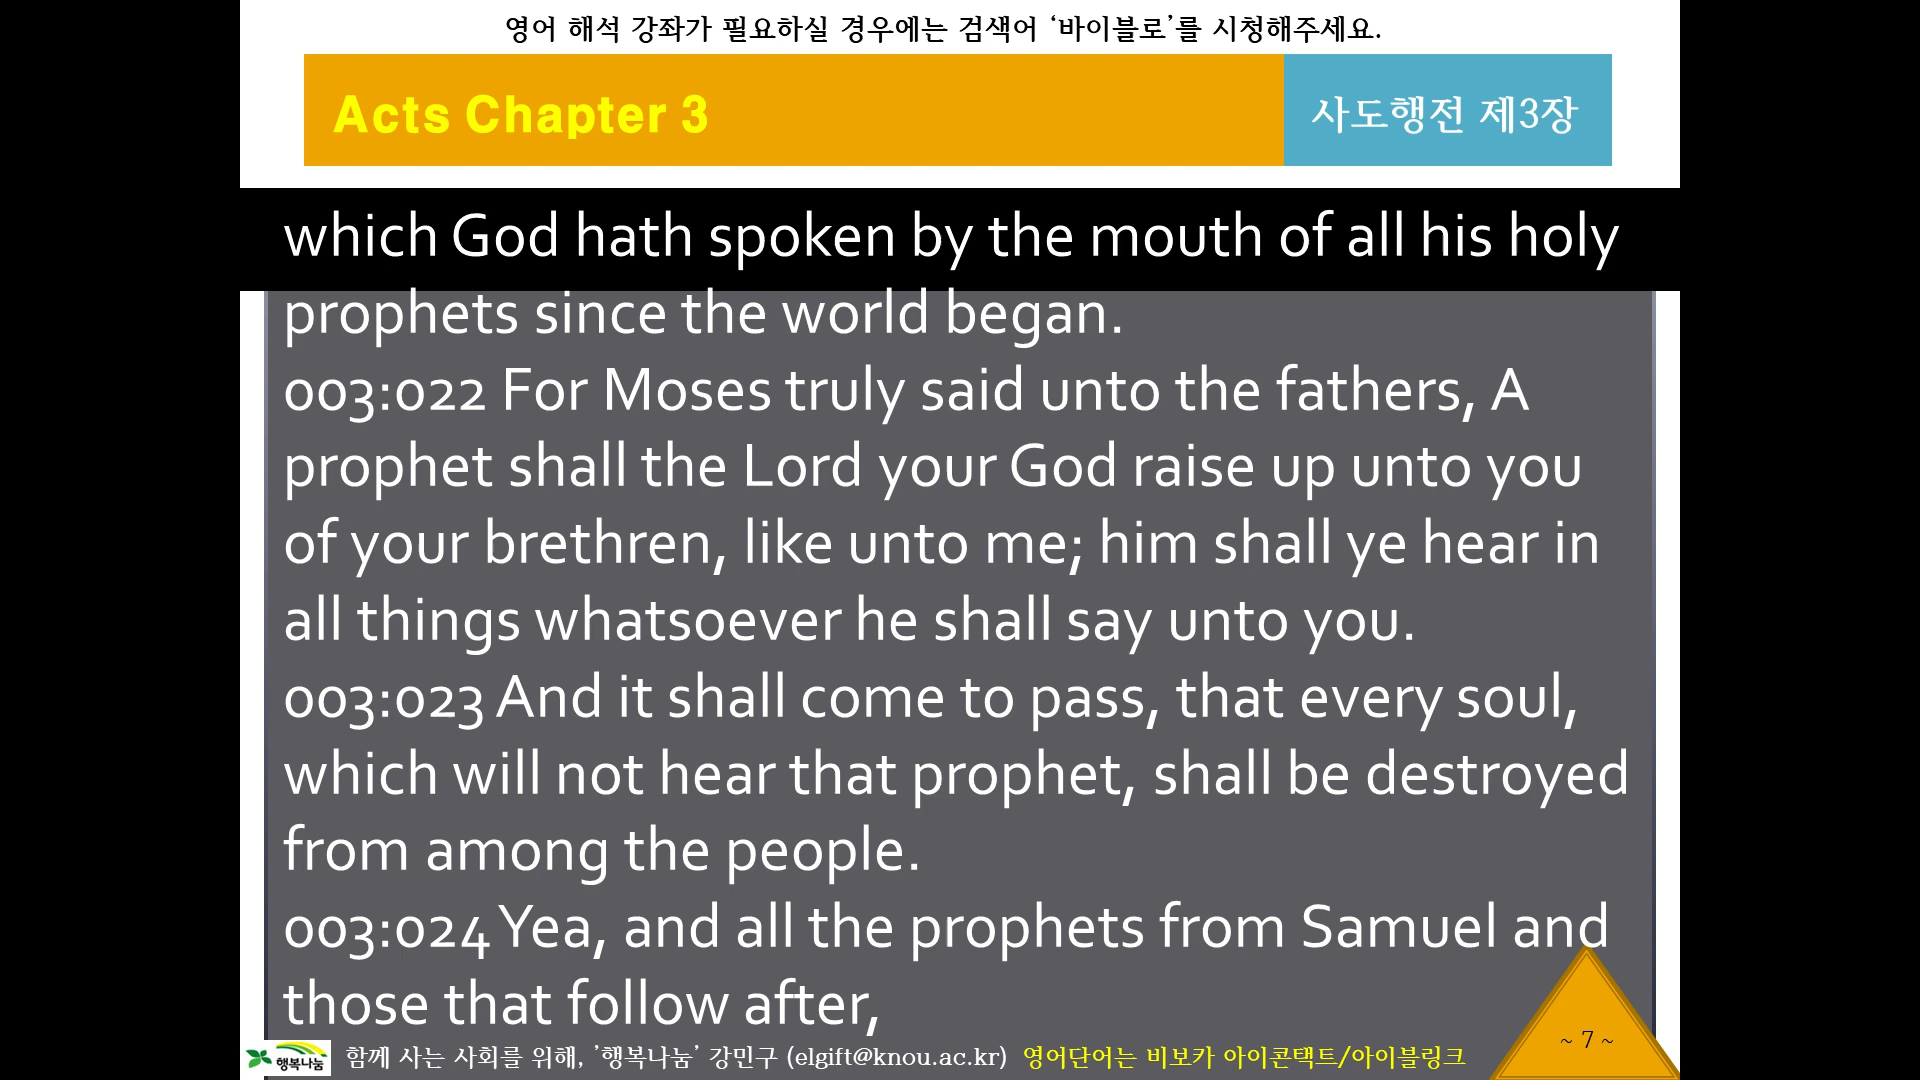 영어 해석 강좌가 필요하실 경우에는 검색어 ‘바이블로’를 시청해주세요.
Acts Chapter 3
사도행전 제3장
which God hath spoken by the mouth of all his holy
prophets since the world began.
003:022 For Moses truly said unto the fathers, A
prophet shall the Lord your God raise up unto you
of your brethren, like unto me; him shall ye hear in
all things whatsoever he shall say unto you.
003:023 And it shall come to pass, that every soul,
which will not hear that prophet, shall be destroyed
from among the people.
003:024 Yea, and all the prophets from Samuel and
those that follow after,
행복나눔 함께 사는 사회를 위해, ’행복나눔’ 강민구 (elgift@knou.ac.kr) 영어단어는 비보카 아이콘택트/아이블링크
~ 7 ~